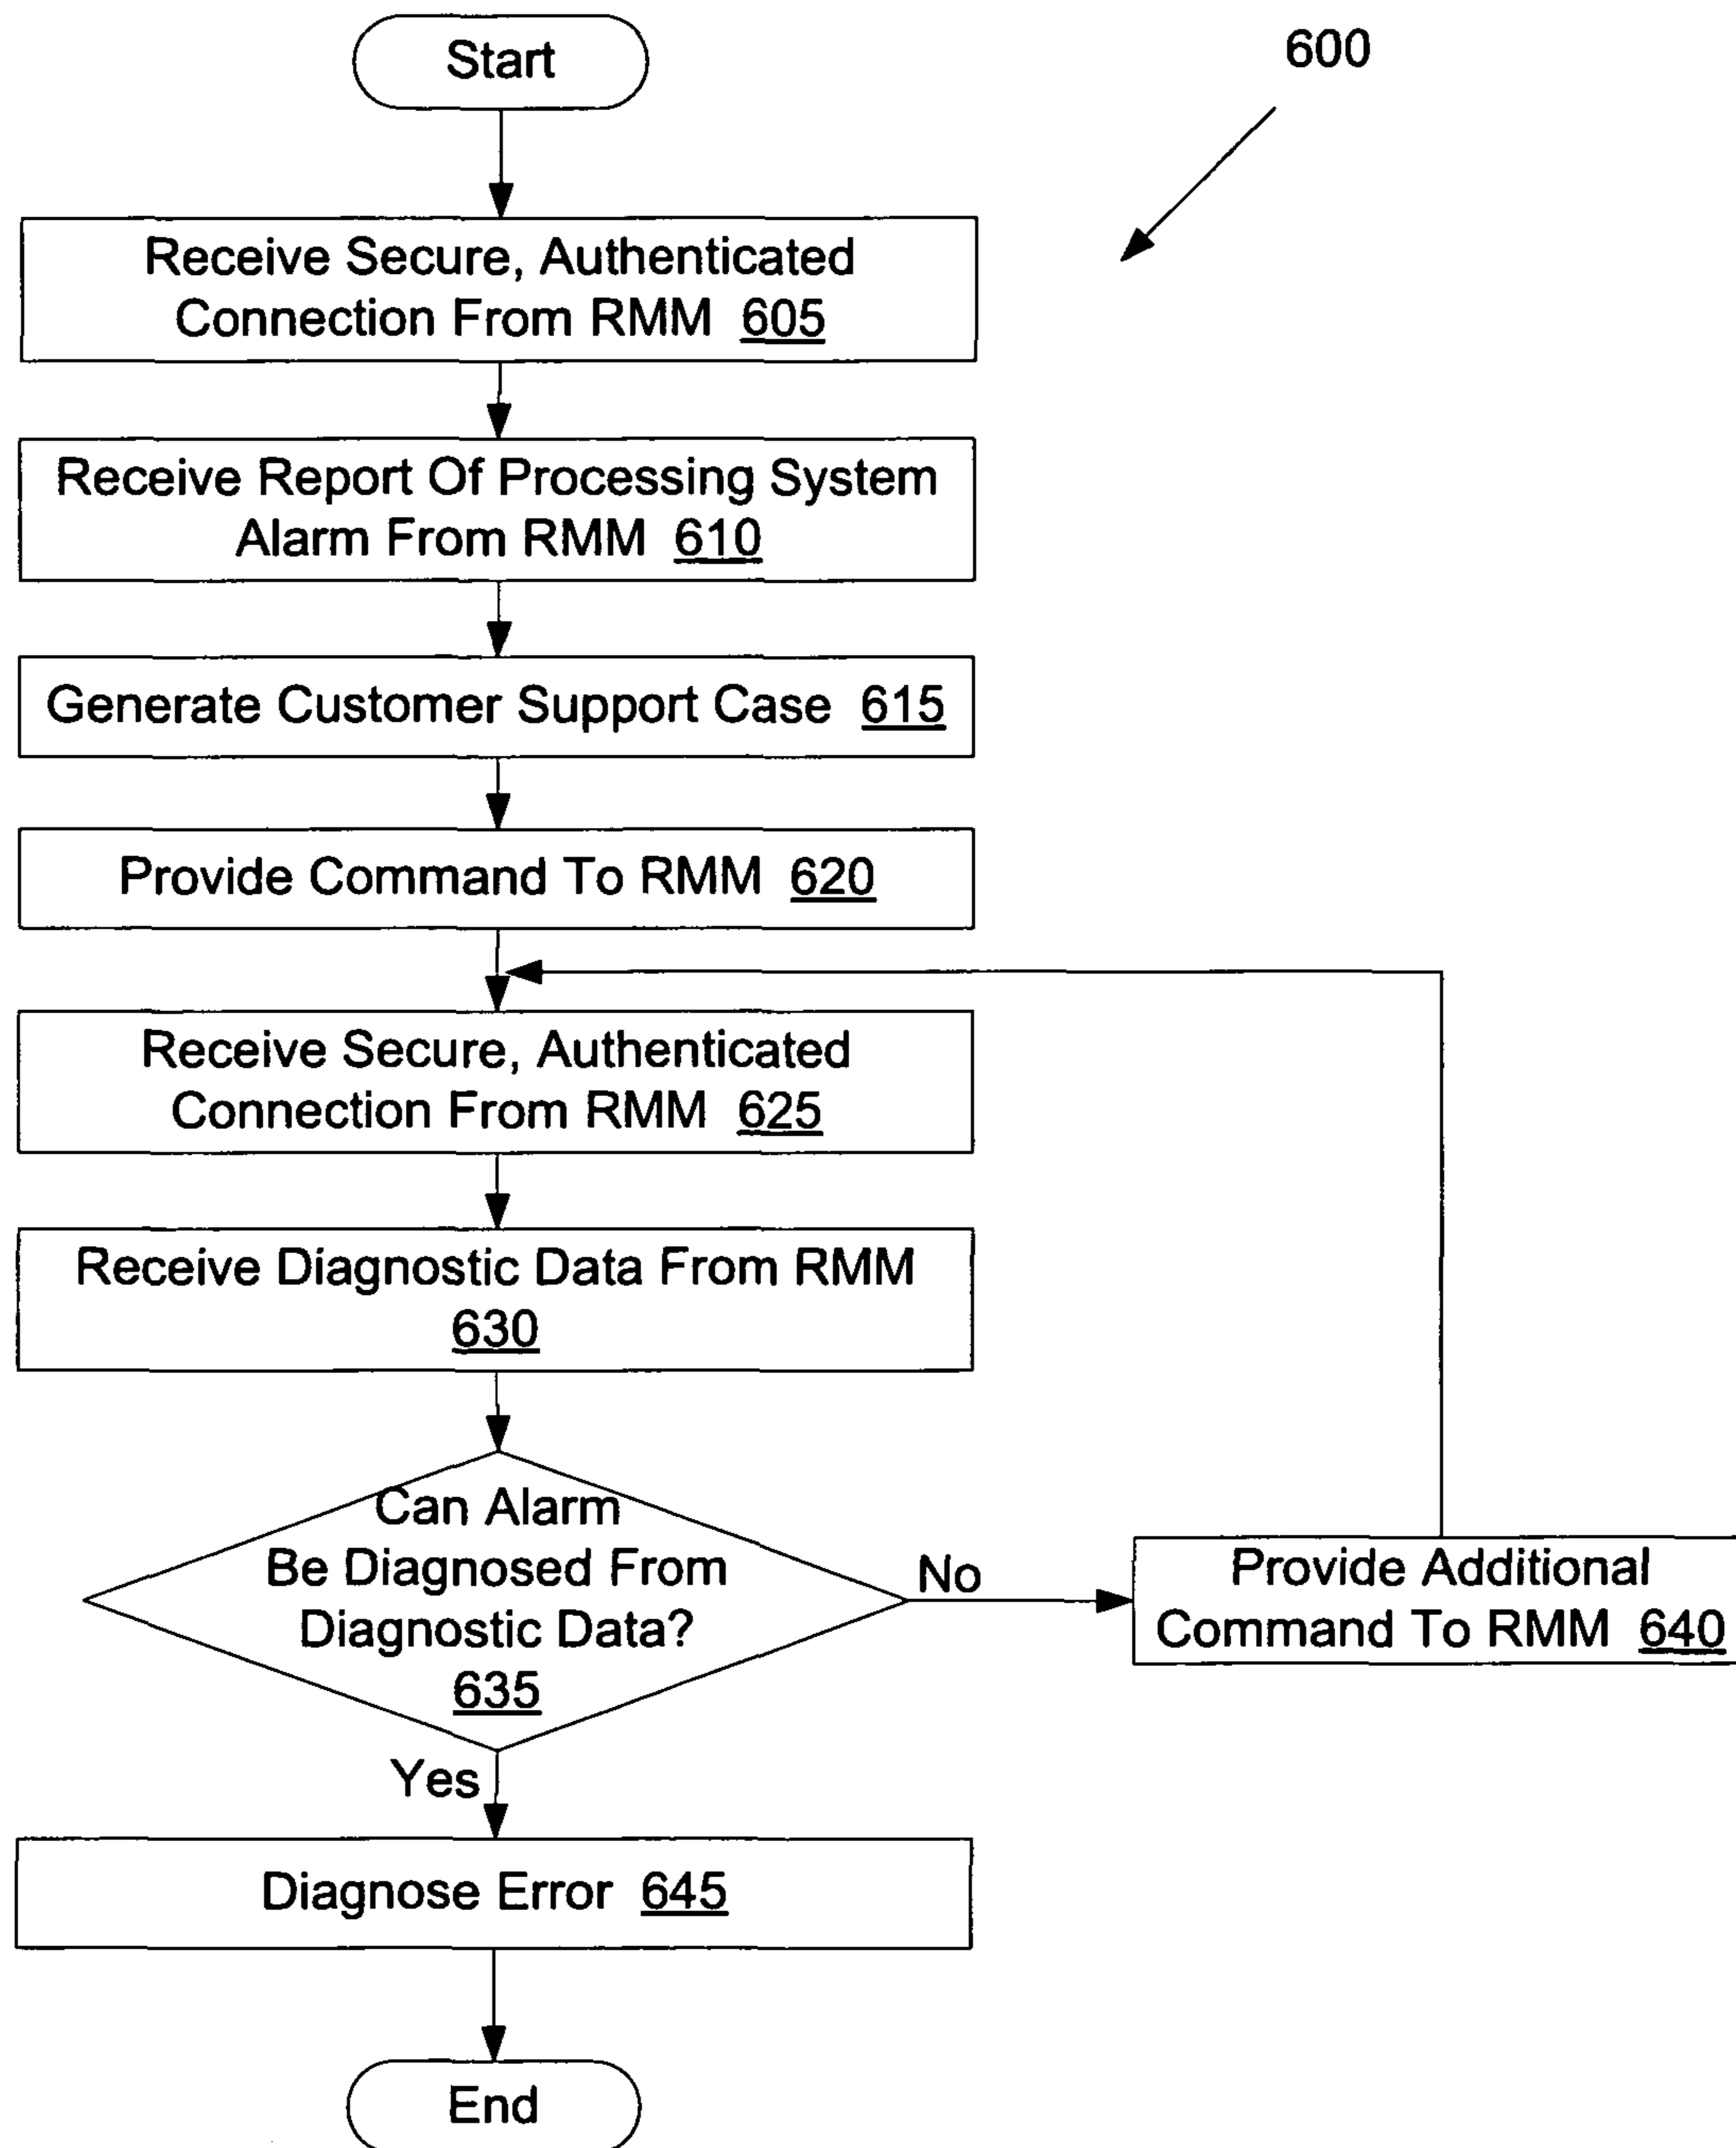 Start
600
Receive Secure, Authenticated
Connection From RMM 605
Receive Report Of Processing System
Alarm From RMM 610
Generate Customer Support Case 615
Provide Command To RMM 620
Receive Secure, Authenticated
Connection From RMM 625
Receive Diagnostic Data From RMM
630
Can Alarm
Be Diagnosed From
Diagnostic Data?
635
No
Provide Additional
Command To RMM 640
Yes
Diagnose Error 645
End